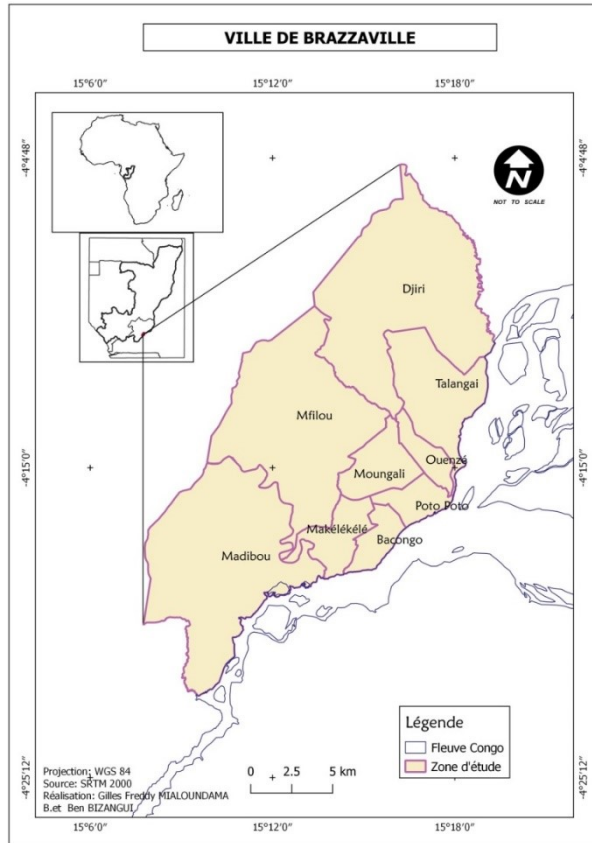 VILLE DE BRAZZAVILLE
15°6'0"
15°12'0"
15°18'0"
-4°4'48"
-4°4'48"
N
NOT TO SCALE
Djiri
Talangai
Mfilou
Ouenzé
-4°15'0"
-4°15'0"
Moungali
Poto Poto
Makélékélé
Bacongo
Madibou
Légende
Fleuve Congo
Zone d'étude
-4°25'12"
-4°25'12"
Projection: WGS 84
Source: SRTM 2000
Réalisation: Gilles Freddy MIALOUNDAMA
B.et Ben BIZANGUI
0 2.5 5 km
15°6'0"
15°12'0"
15°18'0"